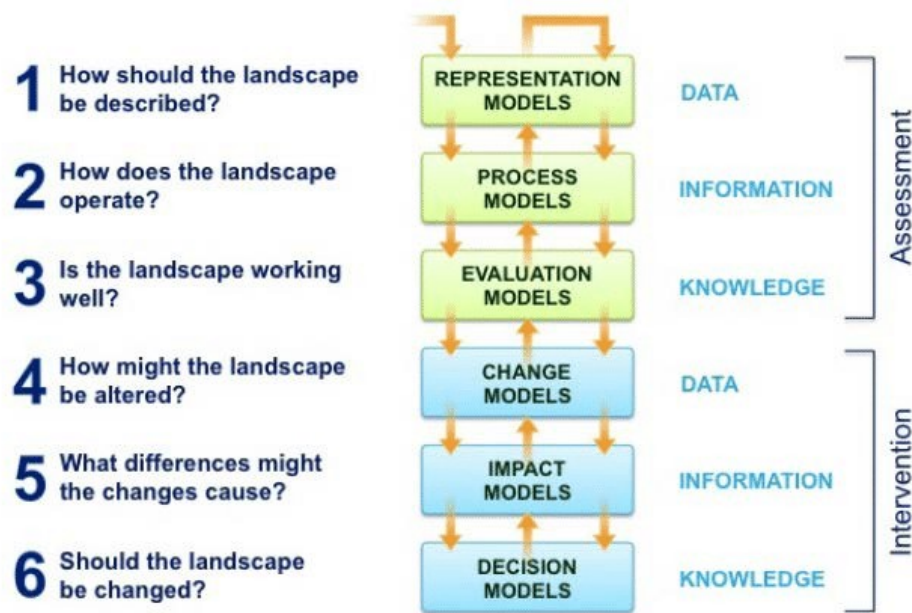 1 How should the landscape
be described?
REPRESENTATION
MODELS
DATA
2 How does the landscape
operate?
PROCESS
MODELS
INFORMATION
3 Is the landscape working
well?
EVALUATION
MODELS
KNOWLEDGE
Assessment
4 How might the landscape
be altered?
CHANGE
MODELS
DATA
5 What differences might
the changes cause?
IMPACT
MODELS
INFORMATION
6 Should the landscape
be changed?
DECISION
MODELS
KNOWLEDGE
Intervention